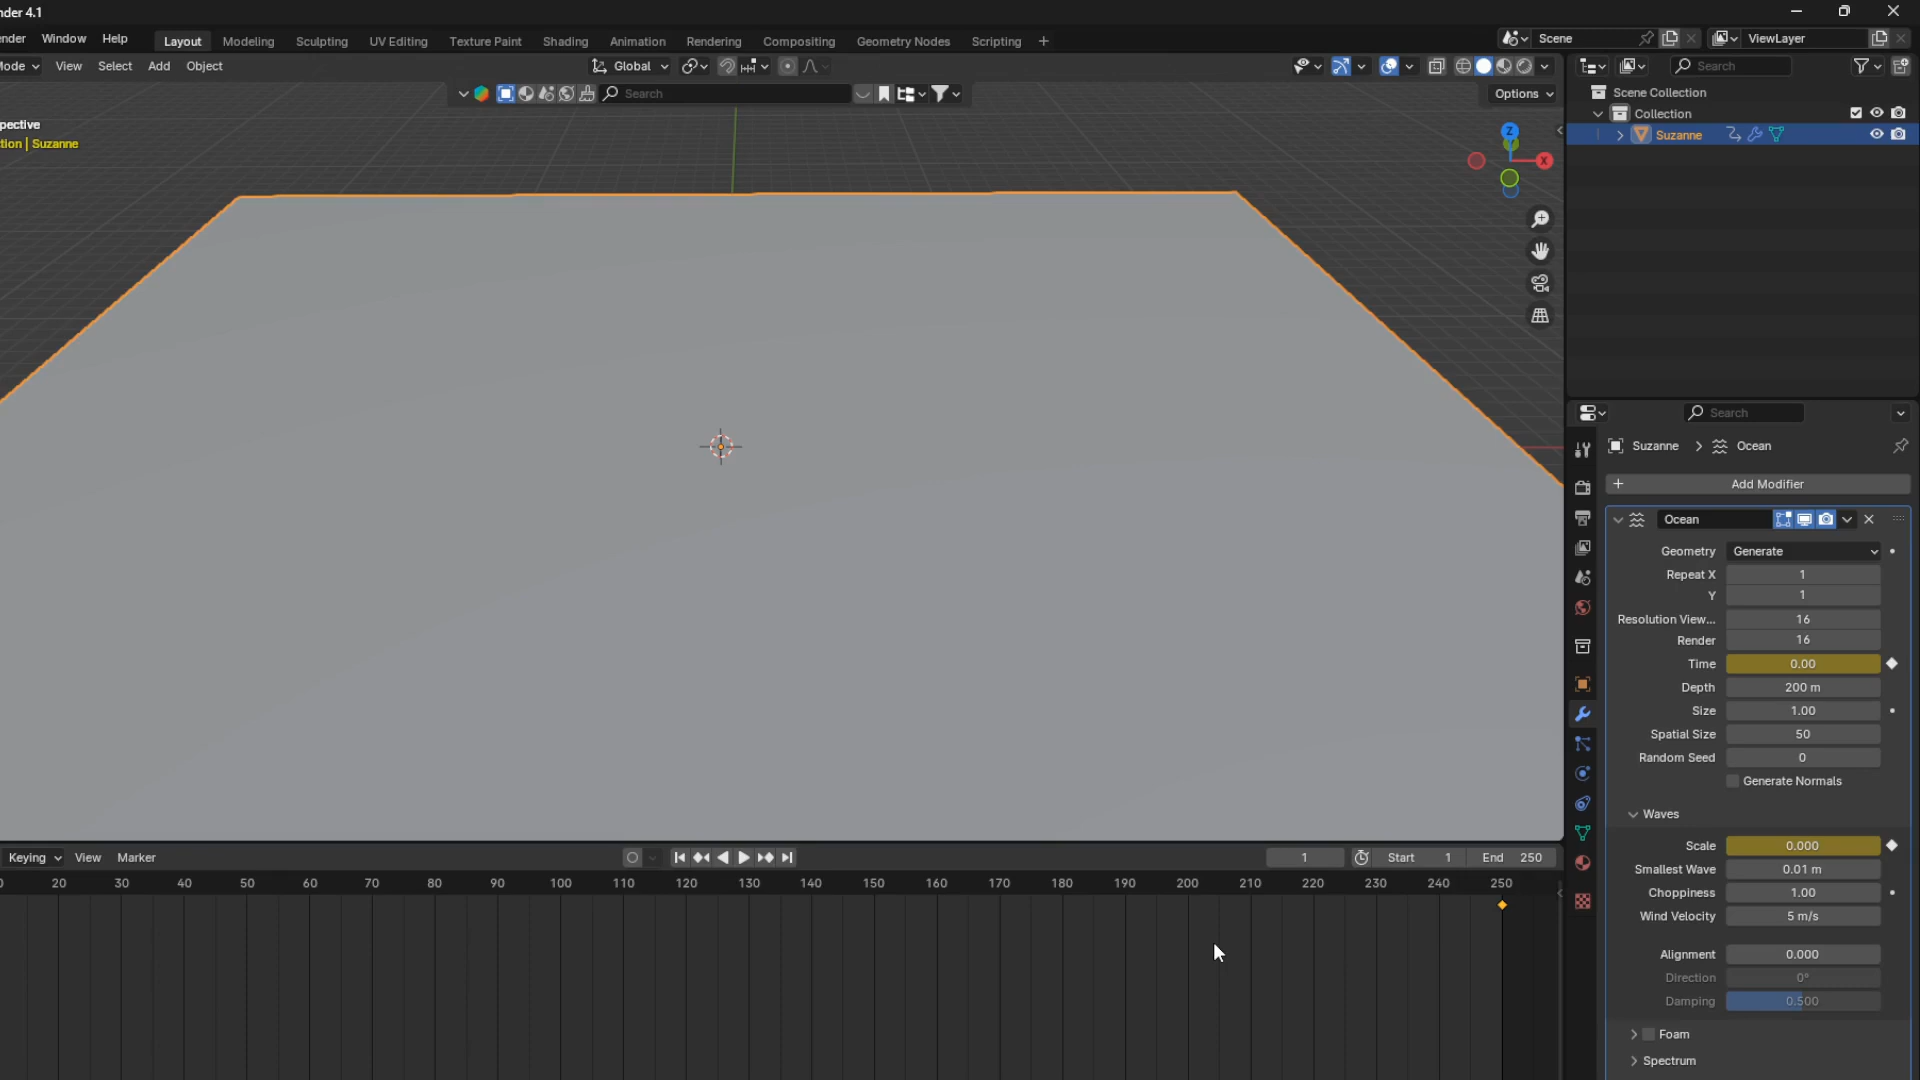 nder 4.1
ender Window Help Layout Modeling Sculpting UV Editing Texture Paint Shading Animation Rendering Compositing Geometry Nodes Scripting + Scene ViewLayer
Mode View Select Add Object Global Search
Search Options
Scene Collection
Collection
Suzanne
pective
tion | Suzanne
Z
X
Search
Suzanne > Ocean
+ Add Modifier
Ocean
Geometry Generate
Repeat X 1
Y 1
Resolution View... 16
Render 16
Time 0.00
Depth 200 m
Size 1.00
Spatial Size 50
Random Seed 0
Generate Normals
Waves
Scale 0.000
Smallest Wave 0.01 m
Choppiness 1.00
Wind Velocity 5 m/s
Alignment 0.000
Direction 0°
Damping 0.500
Foam
Spectrum
Keying View Marker 1 Start 1 End 250
0 20 30 40 50 60 70 80 90 100 110 120 130 140 150 160 170 180 190 200 210 220 230 240 250